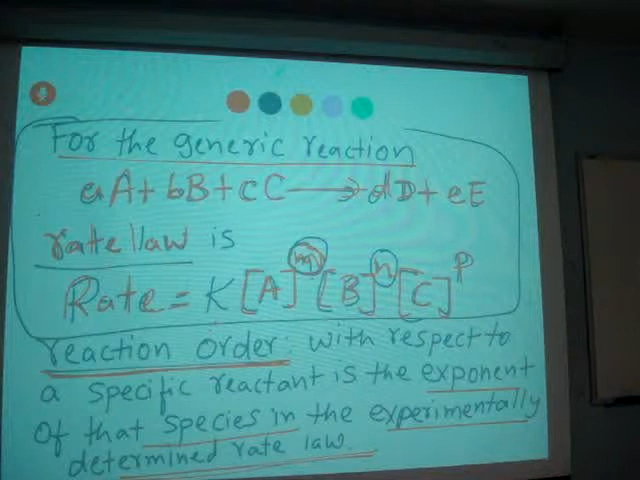 For the generic reaction
aA + bB + cC → dD + eE
rate law is
Rate = K[A]^m [B]^n [C]^p
reaction order: with respect to
a specific reactant is the exponent
of that species in the experimentally
determined rate law.